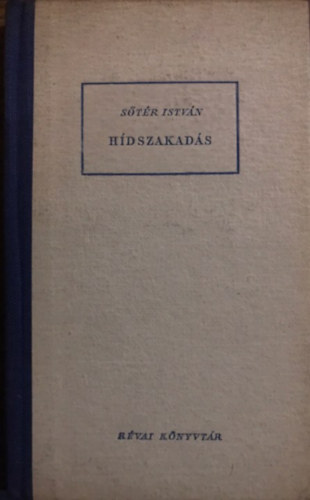 SŐTÉR ISTVÁN
HÍDSZAKADÁS
RÉVAI KÖNYVTÁR